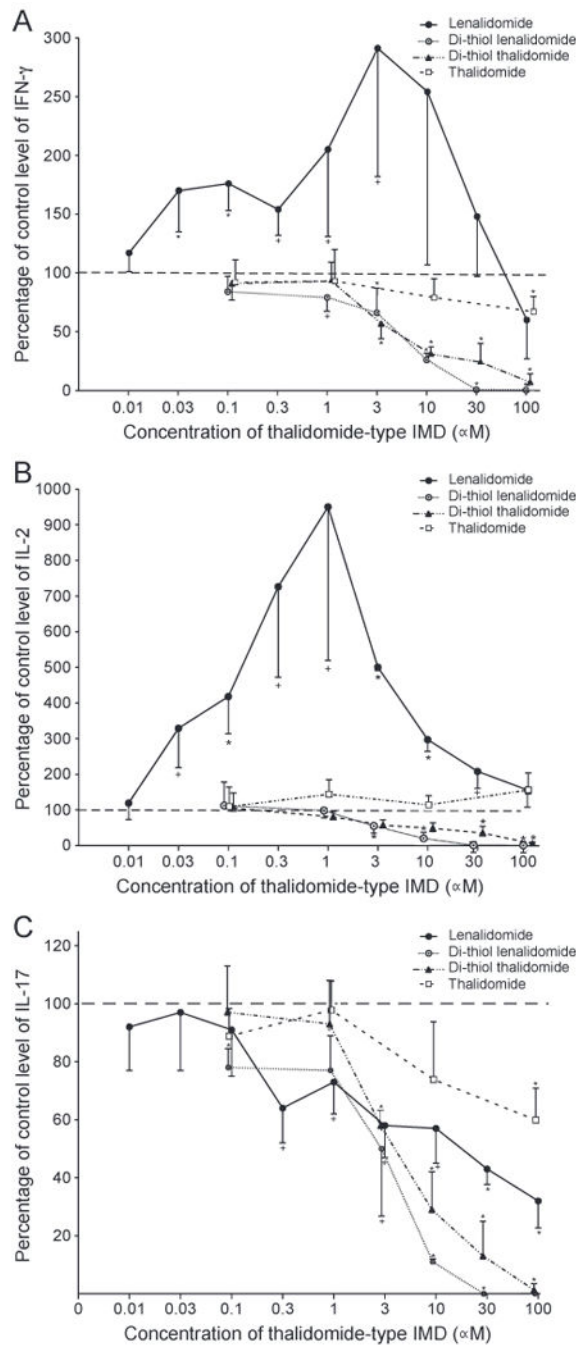 A
Lenalidomide
Di-thiol lenalidomide
Di-thiol thalidomide
Thalidomide
Percentage of control level of IFN-γ
300
250
200
150
100
50
0
0.01 0.03 0.1 0.3 1 3 10 30 100
Concentration of thalidomide-type IMD (∝M)
B
Lenalidomide
Di-thiol lenalidomide
Di-thiol thalidomide
Thalidomide
Percentage of control level of IL-2
1000
900
800
700
600
500
400
300
200
100
0
0.01 0.03 0.1 0.3 1 3 10 30 100
Concentration of thalidomide-type IMD (∝M)
C
Lenalidomide
Di-thiol lenalidomide
Di-thiol thalidomide
Thalidomide
Percentage of control level of IL-17
120
100
80
60
40
20
0 0.01 0.03 0.1 0.3 1 3 10 30 100
Concentration of thalidomide-type IMD (∝M)